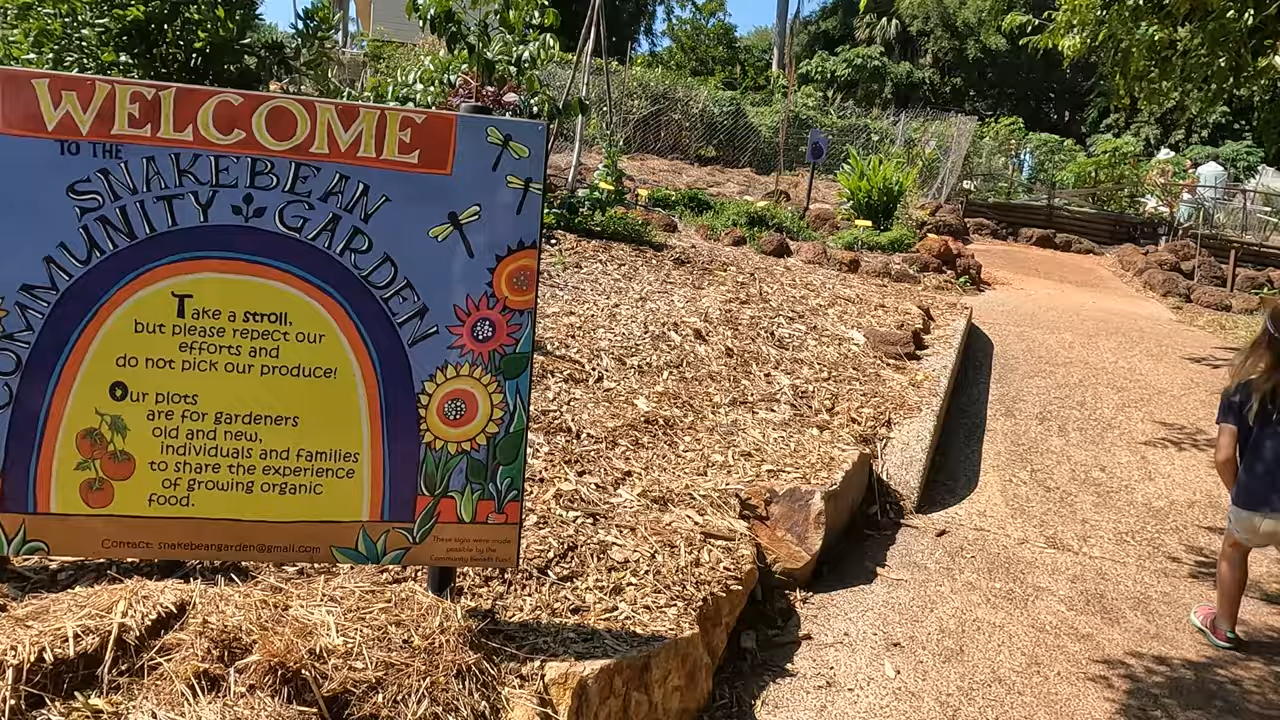 WELCOME
TO THE
SNAKEBEAN
COMMUNITY GARDEN
Take a stroll,
but please repect our
efforts and
do not pick our produce!
Our plots
are for gardeners
old and new,
individuals and families
to share the experience
of growing organic
food.
Contact: snakebeangarden@gmail.com
These signs were made
possible by the
Community Benefit Fund